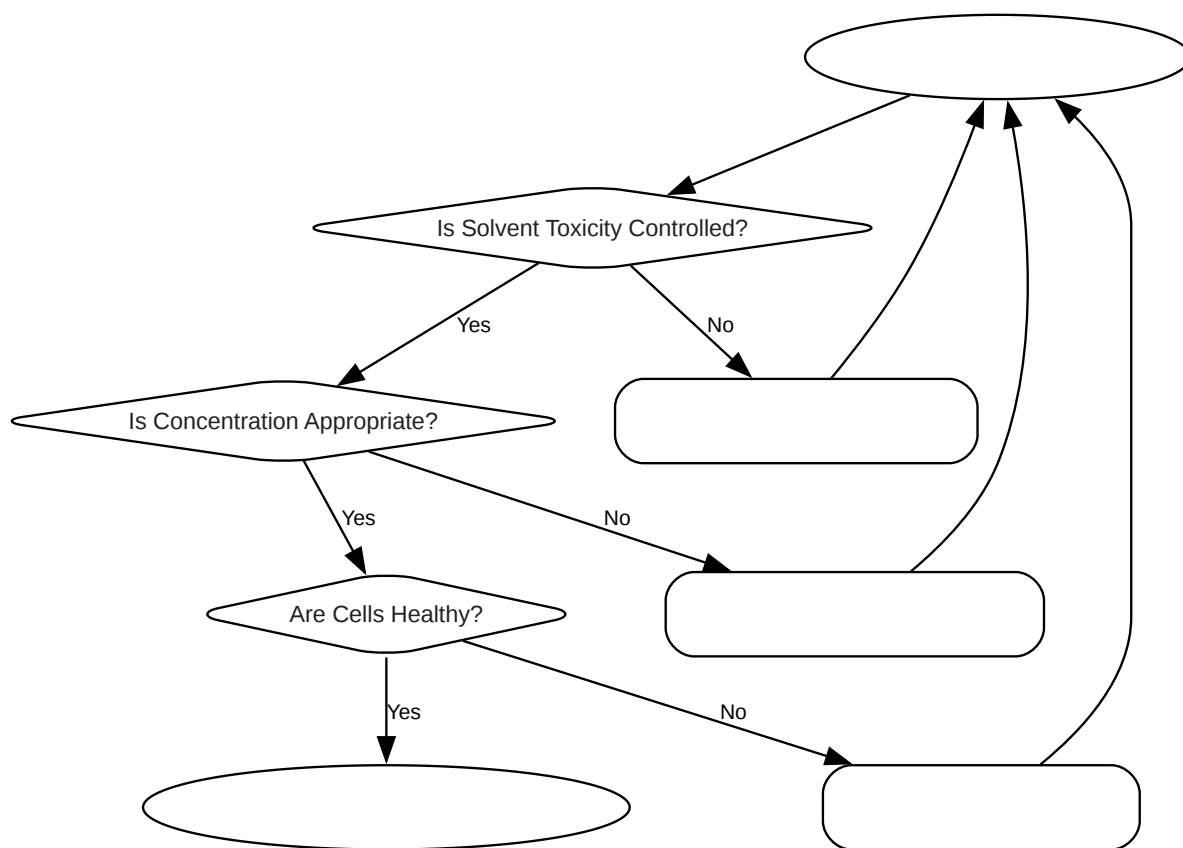 Is Solvent Toxicity Controlled?
Yes
No
Is Concentration Appropriate?
Yes
No
Are Cells Healthy?
Yes
No